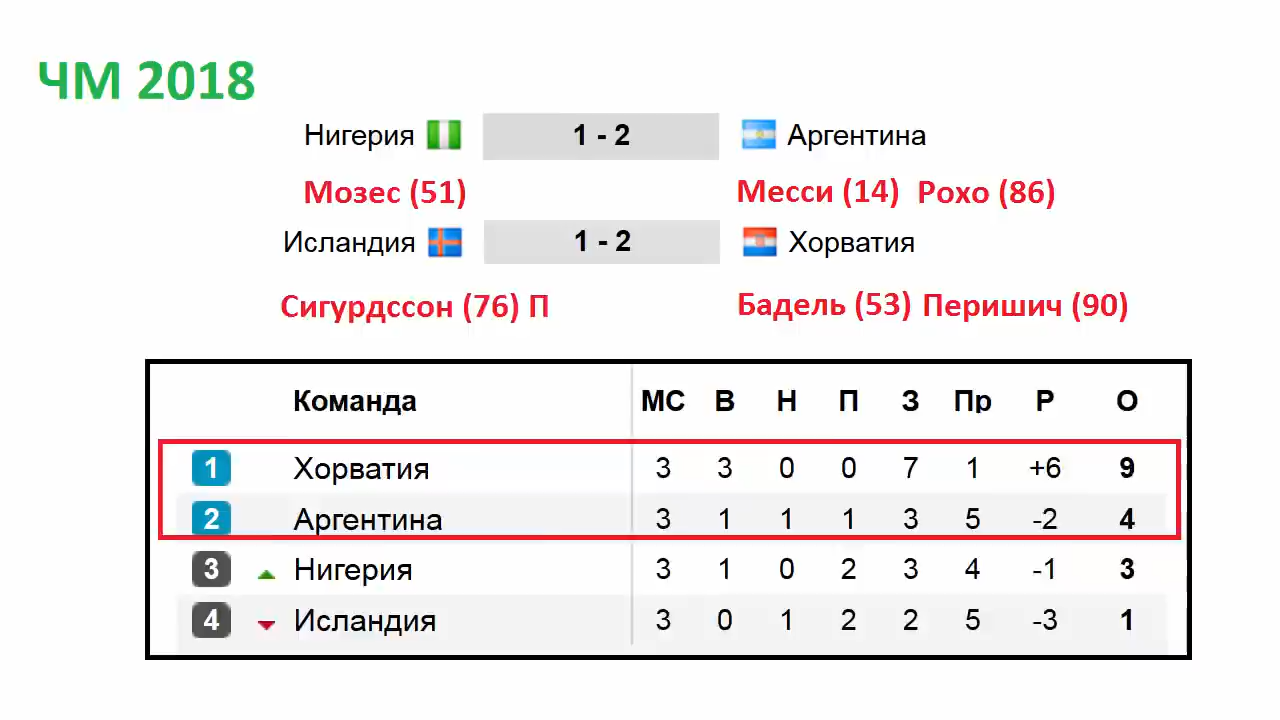 ЧМ 2018
Нигерия 1 - 2 Аргентина
Мозес (51) Месси (14) Рохо (86)
Исландия 1 - 2 Хорватия
Сигурдссон (76) П Бадель (53) Перишич (90)
Команда МС В Н П З Пр Р О
1 Хорватия 3 3 0 0 7 1 +6 9
2 Аргентина 3 1 1 1 3 5 -2 4
3 Нигерия 3 1 0 2 3 4 -1 3
4 Исландия 3 0 1 2 2 5 -3 1